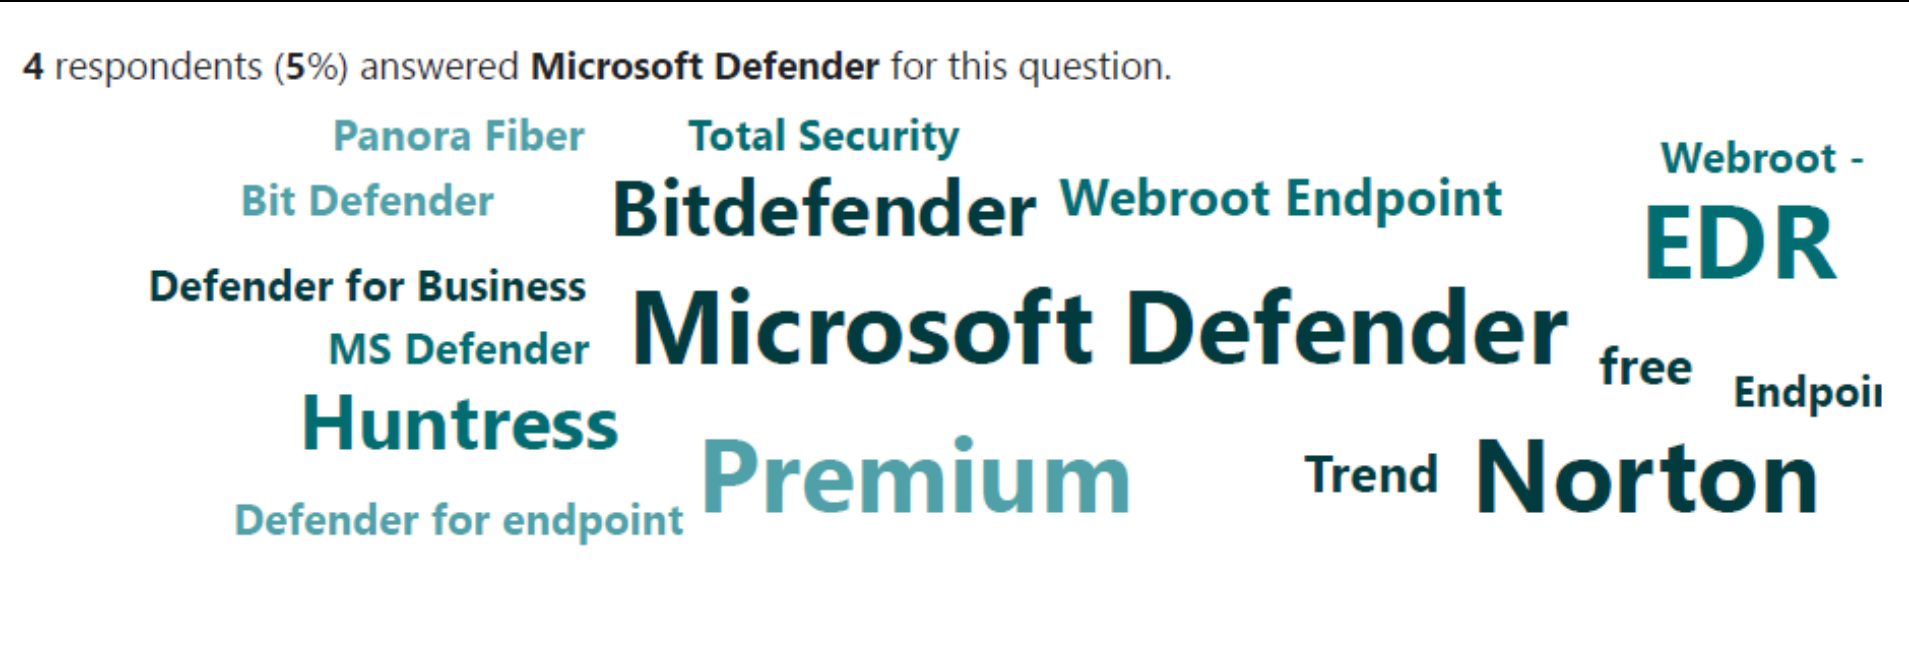 4 respondents (5%) answered Microsoft Defender for this question.
Panora Fiber
Total Security
Webroot -
Bit Defender
Bitdefender
Webroot Endpoint
EDR
Defender for Business
Microsoft Defender
MS Defender
free
Endpoi
Huntress
Premium
Trend
Norton
Defender for endpoint